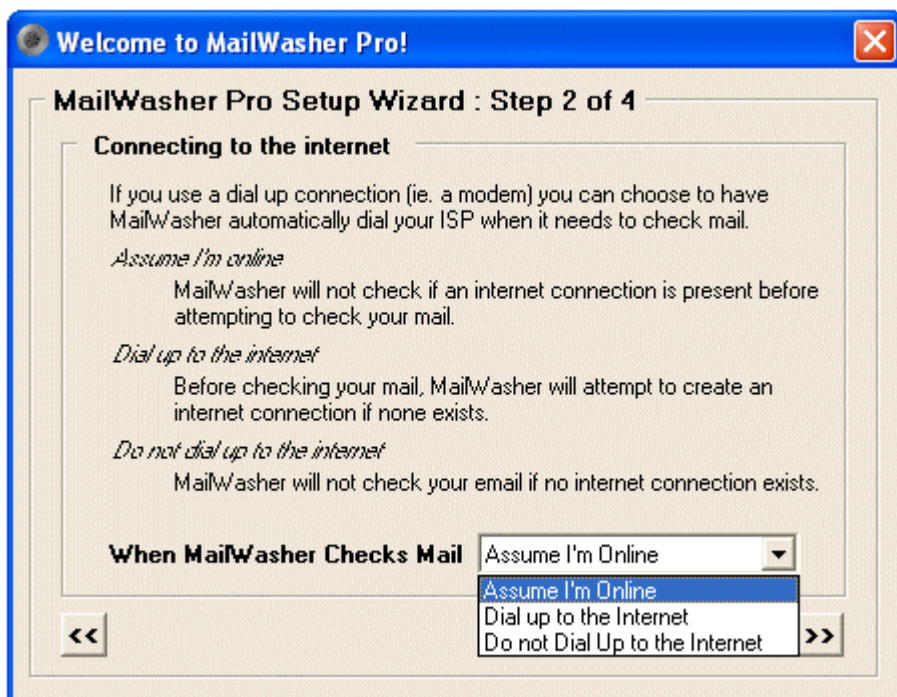 Welcome to MailWasher Pro!
MailWasher Pro Setup Wizard : Step 2 of 4
Connecting to the internet
If you use a dial up connection (ie. a modem) you can choose to have
MailWasher automatically dial your ISP when it needs to check mail.
Assume I'm online
MailWasher will not check if an internet connection is present before
attempting to check your mail.
Dial up to the internet
Before checking your mail, MailWasher will attempt to create an
internet connection if none exists.
Do not dial up to the internet
MailWasher will not check your email if no internet connection exists.
When MailWasher Checks Mail Assume I'm Online
Assume I'm Online
Dial up to the Internet
Do not Dial Up to the Internet
<< >>